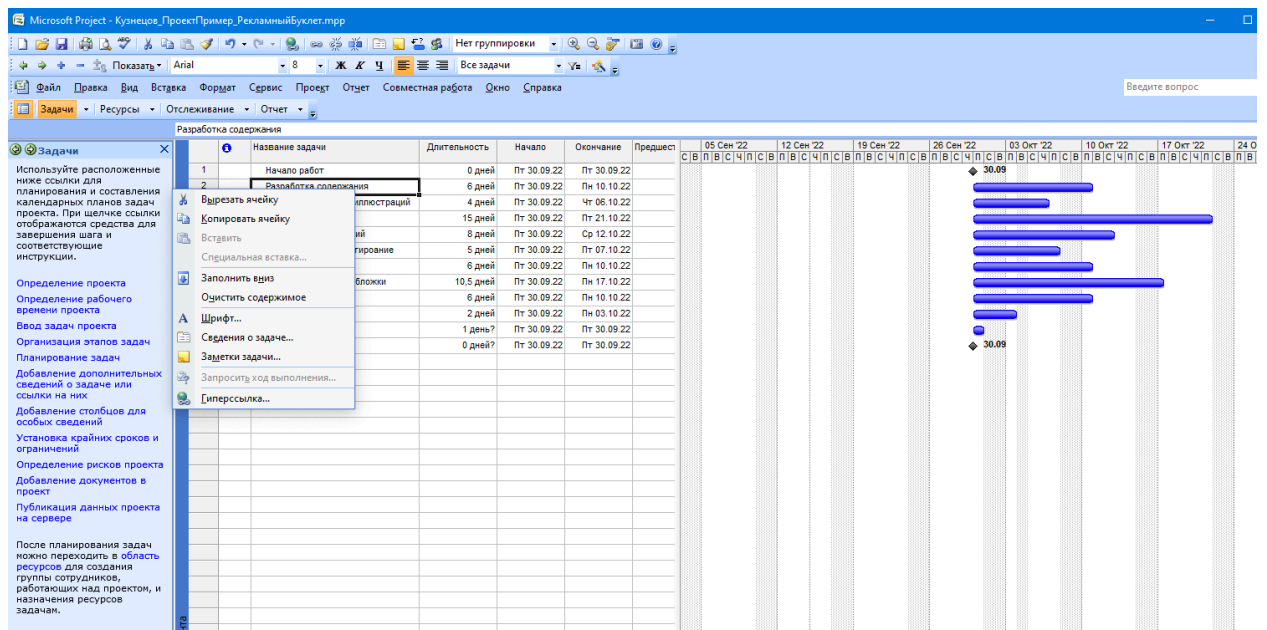 Microsoft Project - Кузнецов_ПроектПример_РекламныйБуклет.mpp
Нет группировки
Показать
Arial
8
Ж К Ч
Все задачи
Файл Правка Вид Вставка Формат Сервис Проект Отчет Совместная работа Окно Справка
Введите вопрос
Задачи Ресурсы Отслеживание Отчет
Разработка содержания
Задачи
Используйте расположенные
ниже ссылки для
планирования и составления
календарных планов задач
проекта. При щелчке ссылки
отображаются средства для
завершения шага и
соответствующие
инструкции.
Определение проекта
Определение рабочего
времени проекта
Ввод задач проекта
Организация этапов задач
Планирование задач
Добавление дополнительных
сведений о задаче или
ссылки на них
Добавление столбцов для
особых сведений
Установка крайних сроков и
ограничений
Определение рисков проекта
Добавление документов в
проект
Публикация данных проекта
на сервере
После планирования задач
можно переходить в область
ресурсов для создания
группы сотрудников,
работающих над проектом, и
назначения ресурсов
задачам.
Название задачи Длительность Начало Окончание Предшест
1 Начало работ 0 дней Пт 30.09.22 Пт 30.09.22
2 Разработка содержания 6 дней Пт 30.09.22 Пн 10.10.22
иллюстраций 4 дней Пт 30.09.22 Чт 06.10.22
15 дней Пт 30.09.22 Пт 21.10.22
ий 8 дней Пт 30.09.22 Ср 12.10.22
тирование 5 дней Пт 30.09.22 Пт 07.10.22
6 дней Пт 30.09.22 Пн 10.10.22
бложки 10,5 дней Пт 30.09.22 Пн 17.10.22
6 дней Пт 30.09.22 Пн 10.10.22
2 дней Пт 30.09.22 Пн 03.10.22
1 день? Пт 30.09.22 Пт 30.09.22
0 дней? Пт 30.09.22 Пт 30.09.22
Вырезать ячейку
Копировать ячейку
Вставить
Специальная вставка...
Заполнить вниз
Очистить содержимое
Шрифт...
Сведения о задаче...
Заметки задачи...
Запросить ход выполнения...
Гиперссылка...
05 Сен '22 12 Сен '22 19 Сен '22 26 Сен '22 03 Окт '22 10 Окт '22 17 Окт '22 24 О
С В П В С Ч П С В П В С Ч П С В П В С Ч П С В П В С Ч П С В П В С Ч П С В П В С Ч П С В П В С Ч П С В П В
30.09
30.09